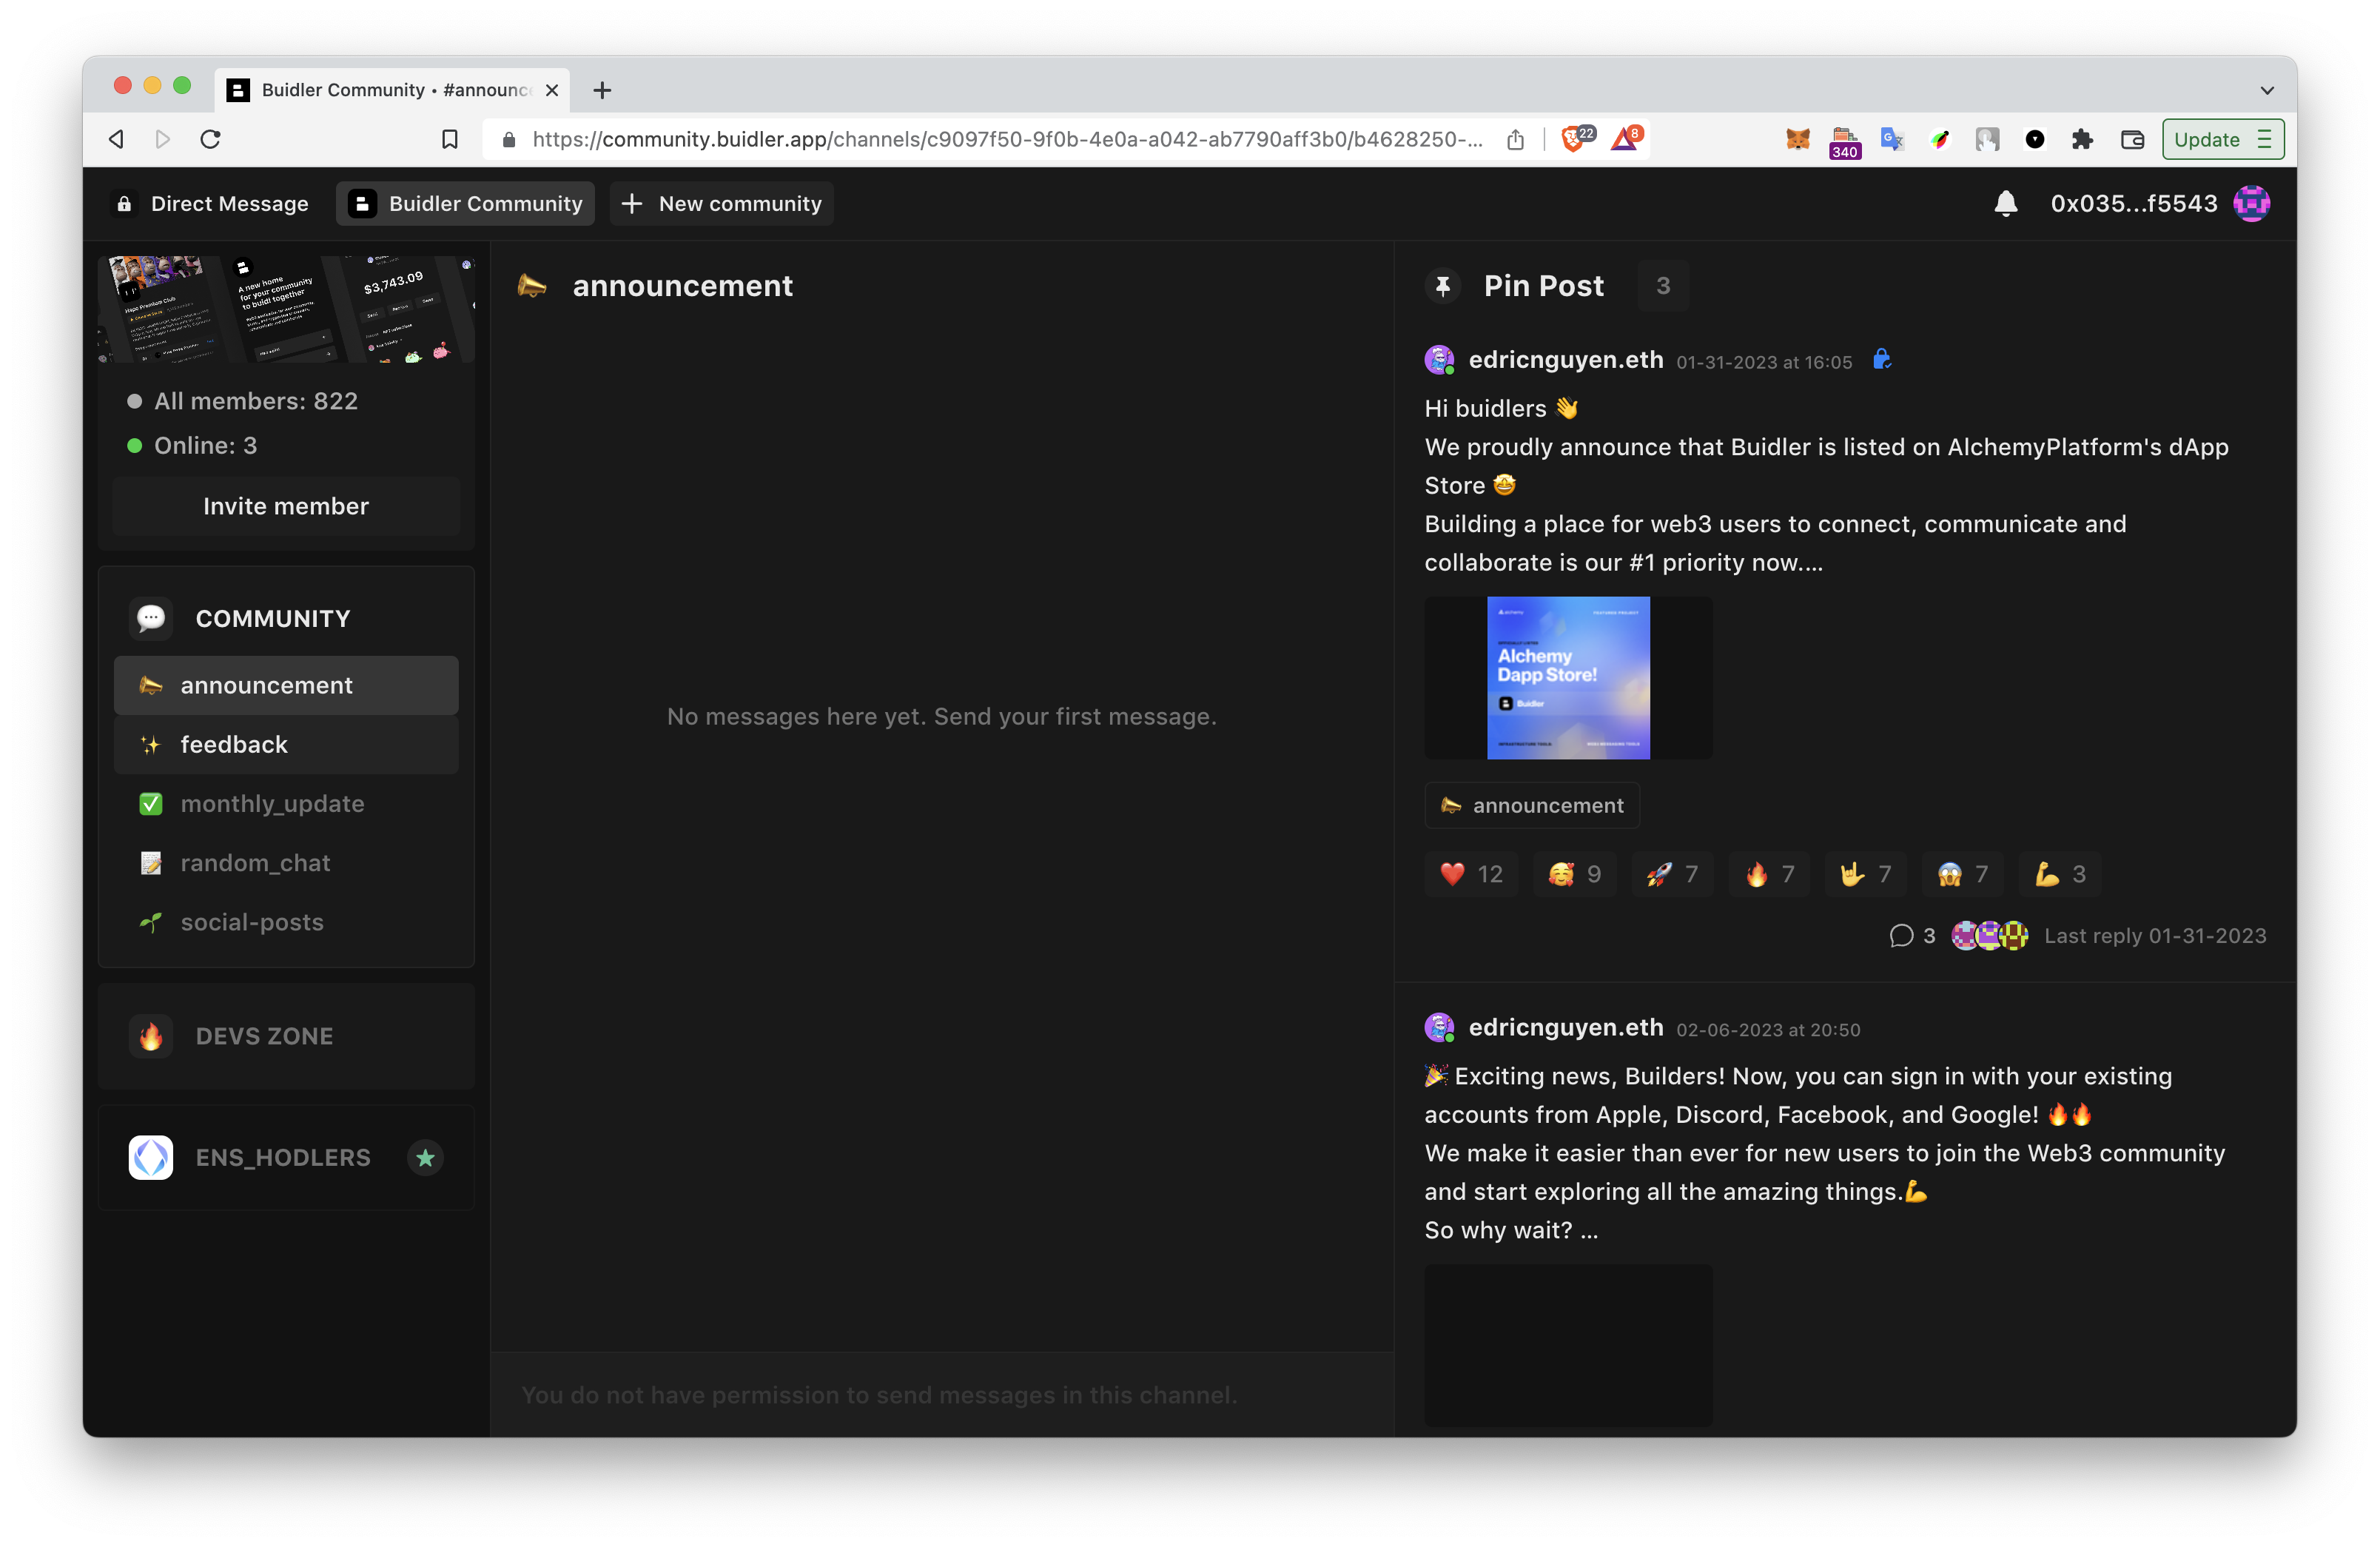 Buidler Community • #announc
https://community.buidler.app/channels/c9097f50-9f0b-4e0a-a042-ab7790aff3b0/b4628250-...
22
8
340
Update
Direct Message
Buidler Community
New community
0x035...f5543
A new home
for your community
to buidl together
$3,743.09
All members: 822
Online: 3
Invite member
COMMUNITY
announcement
feedback
monthly_update
random_chat
social-posts
DEVS ZONE
ENS_HODLERS
announcement
No messages here yet. Send your first message.
You do not have permission to send messages in this channel.
Pin Post
3
edricnguyen.eth 01-31-2023 at 16:05
Hi buidlers 👋
We proudly announce that Buidler is listed on AlchemyPlatform's dApp
Store 🤩
Building a place for web3 users to connect, communicate and
collaborate is our #1 priority now....
Alchemy
Dapp Store!
Buidler
announcement
❤️ 12 🥰 9 🚀 7 🔥 7 🤟 7 😱 7 💪 3
3 Last reply 01-31-2023
edricnguyen.eth 02-06-2023 at 20:50
🎉 Exciting news, Builders! Now, you can sign in with your existing
accounts from Apple, Discord, Facebook, and Google! 🔥🔥
We make it easier than ever for new users to join the Web3 community
and start exploring all the amazing things.💪
So why wait? ...